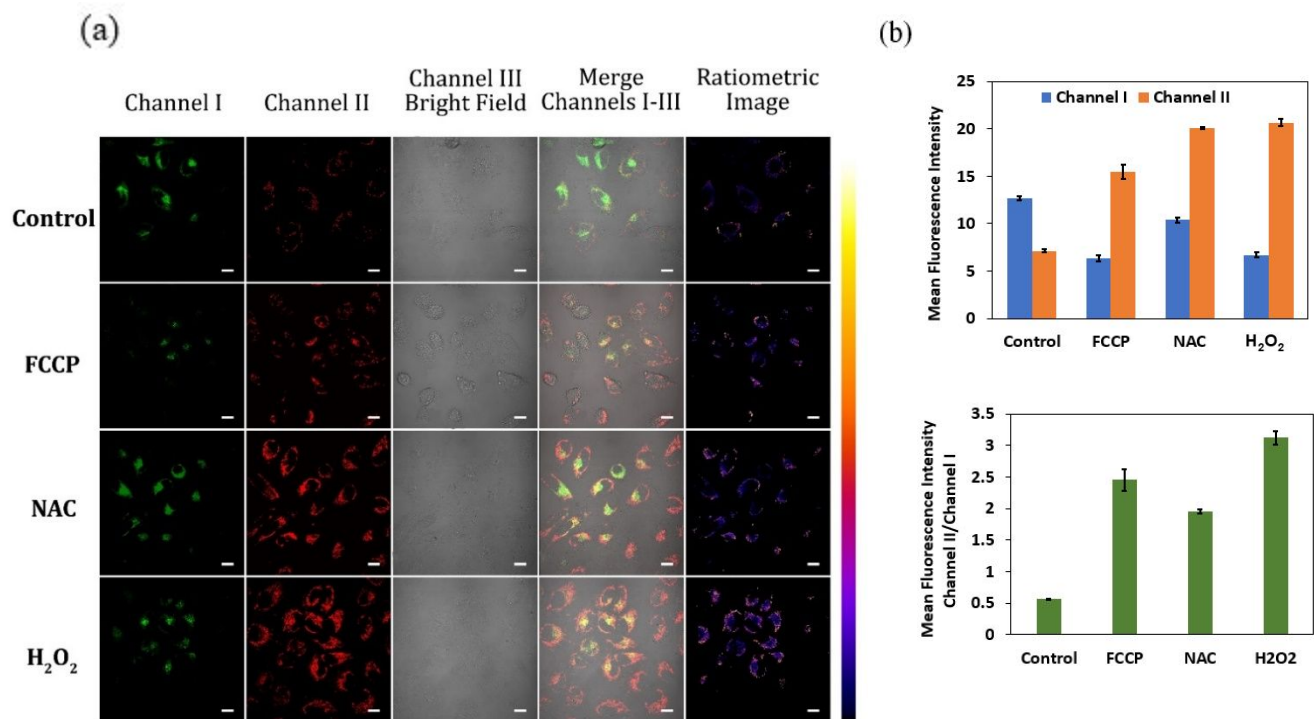 (a)
Channel I
Channel II
Channel III
Bright Field
Merge
Channels I-III
Ratiometric
Image
Control
FCCP
NAC
H₂O₂
(b)
Mean Fluorescence Intensity
25
20
15
10
5
0
Channel I
Channel II
Control
FCCP
NAC
H₂O₂
Mean Fluorescence Intensity
Channel II/Channel I
3.5
3
2.5
2
1.5
1
0.5
0
Control
FCCP
NAC
H2O2